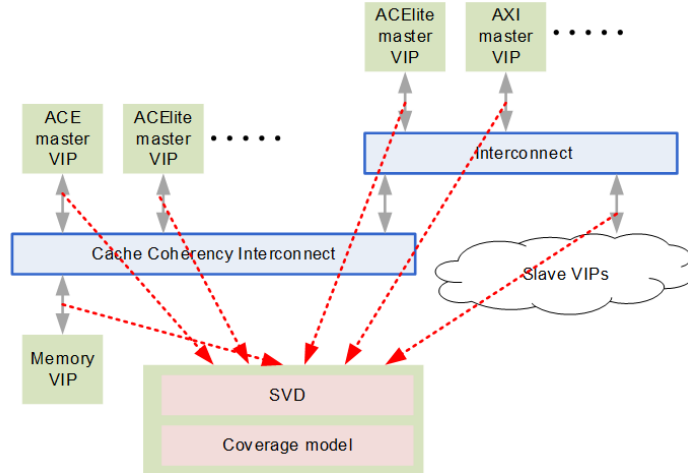 ACElite
master
VIP
AXI
master
VIP
ACE
master
VIP
ACElite
master
VIP
Interconnect
Cache Coherency Interconnect
Slave VIPs
Memory
VIP
SVD
Coverage model